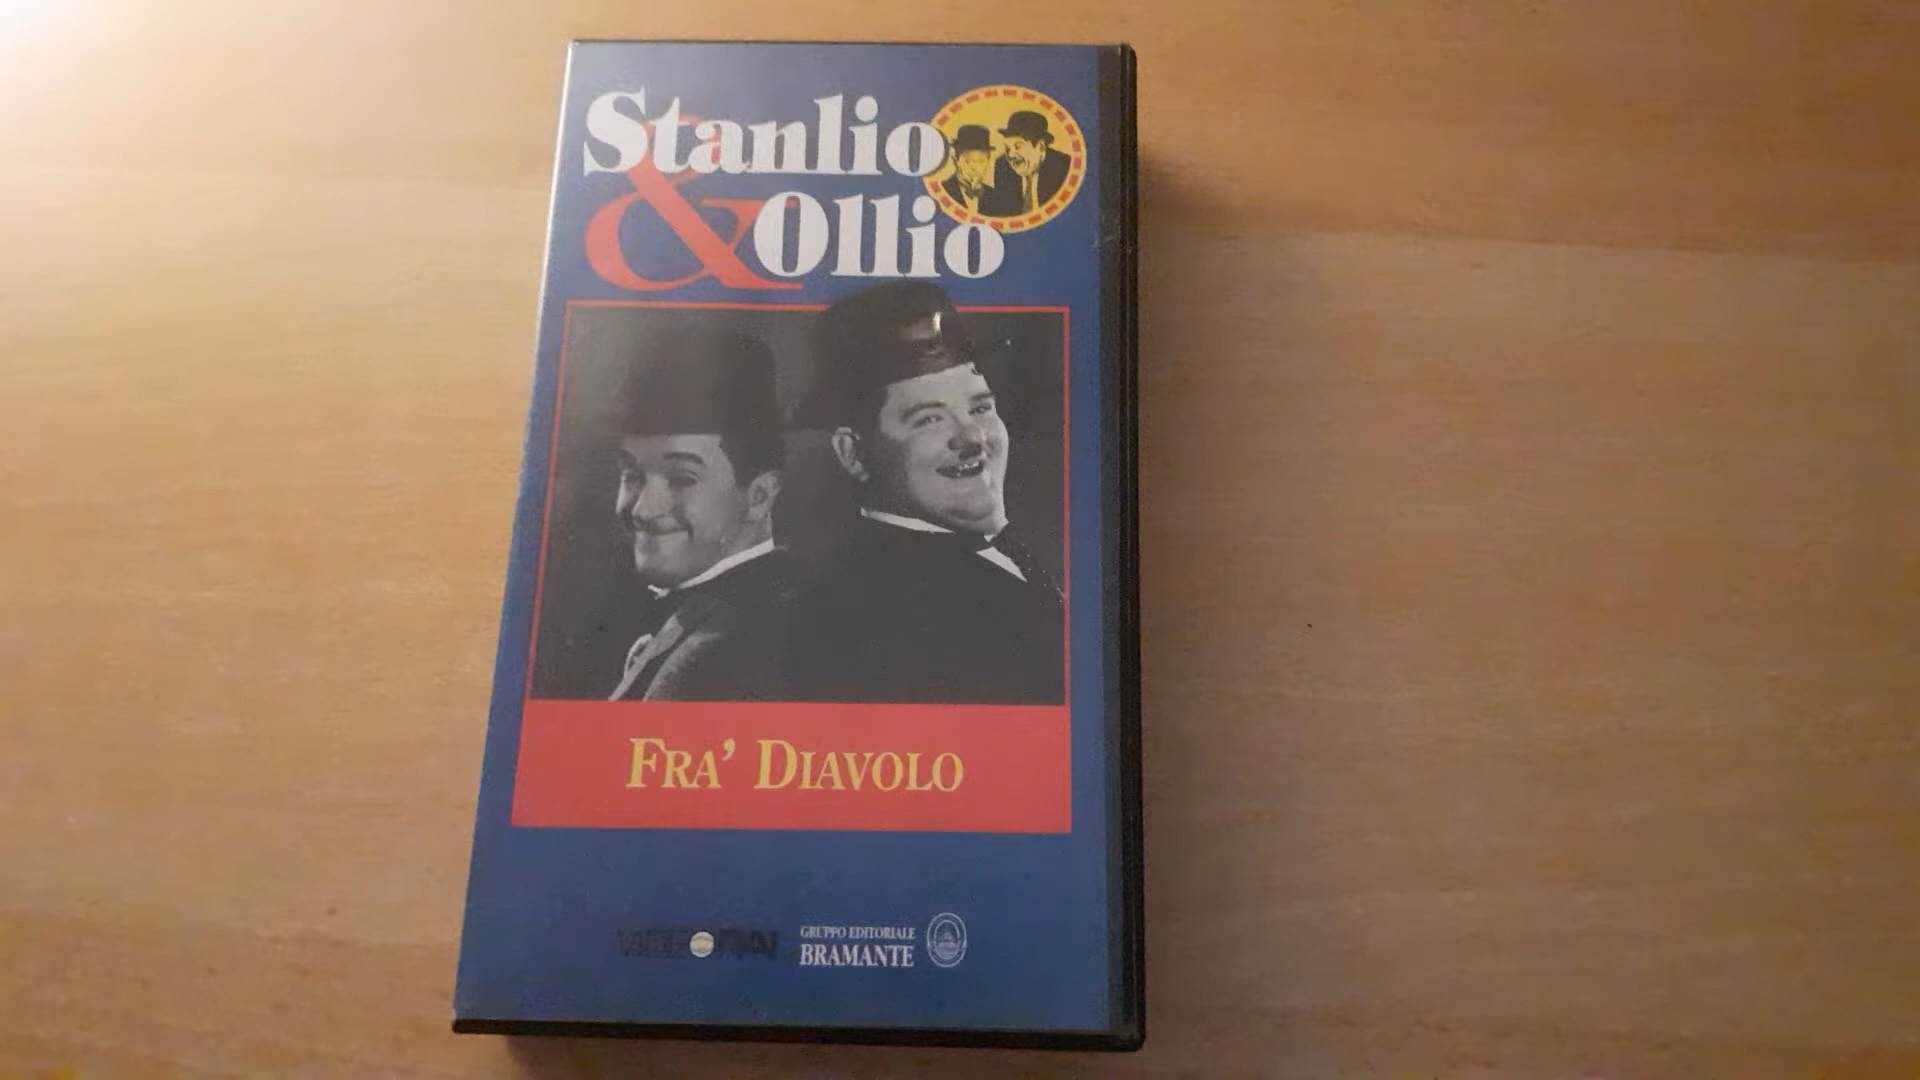 Stanlio
& Ollio
FRA' DIAVOLO
GRUPPO EDITORIALE
BRAMANTE